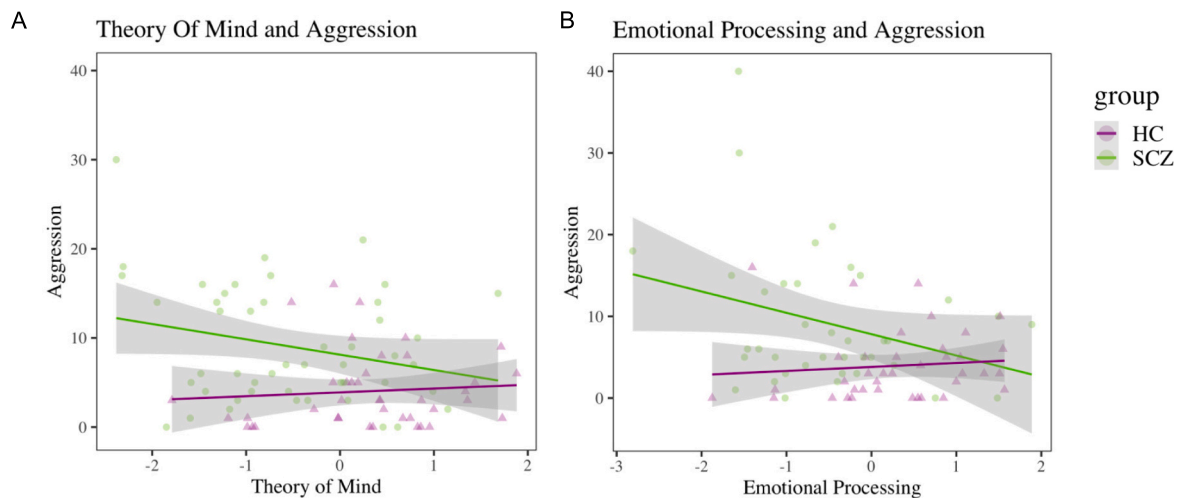 A
Theory Of Mind and Aggression
40
30
20
10
0
Aggression
-2
-1
0
1
2
Theory of Mind
B
Emotional Processing and Aggression
40
30
20
10
0
Aggression
-3
-2
-1
0
1
2
Emotional Processing
group
HC
SCZ